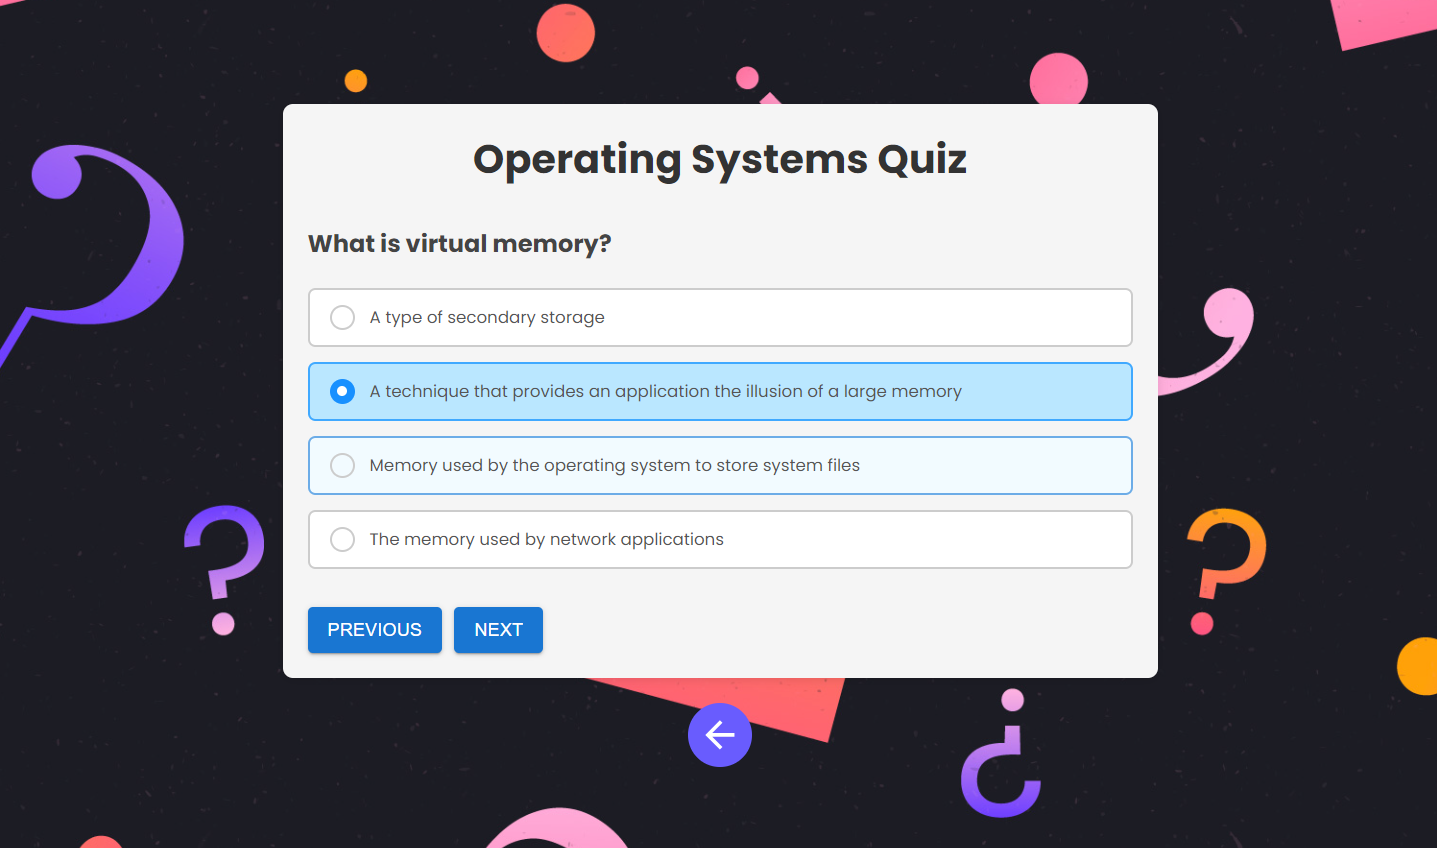 Operating Systems Quiz
What is virtual memory?
A type of secondary storage
A technique that provides an application the illusion of a large memory
Memory used by the operating system to store system files
The memory used by network applications
PREVIOUS NEXT